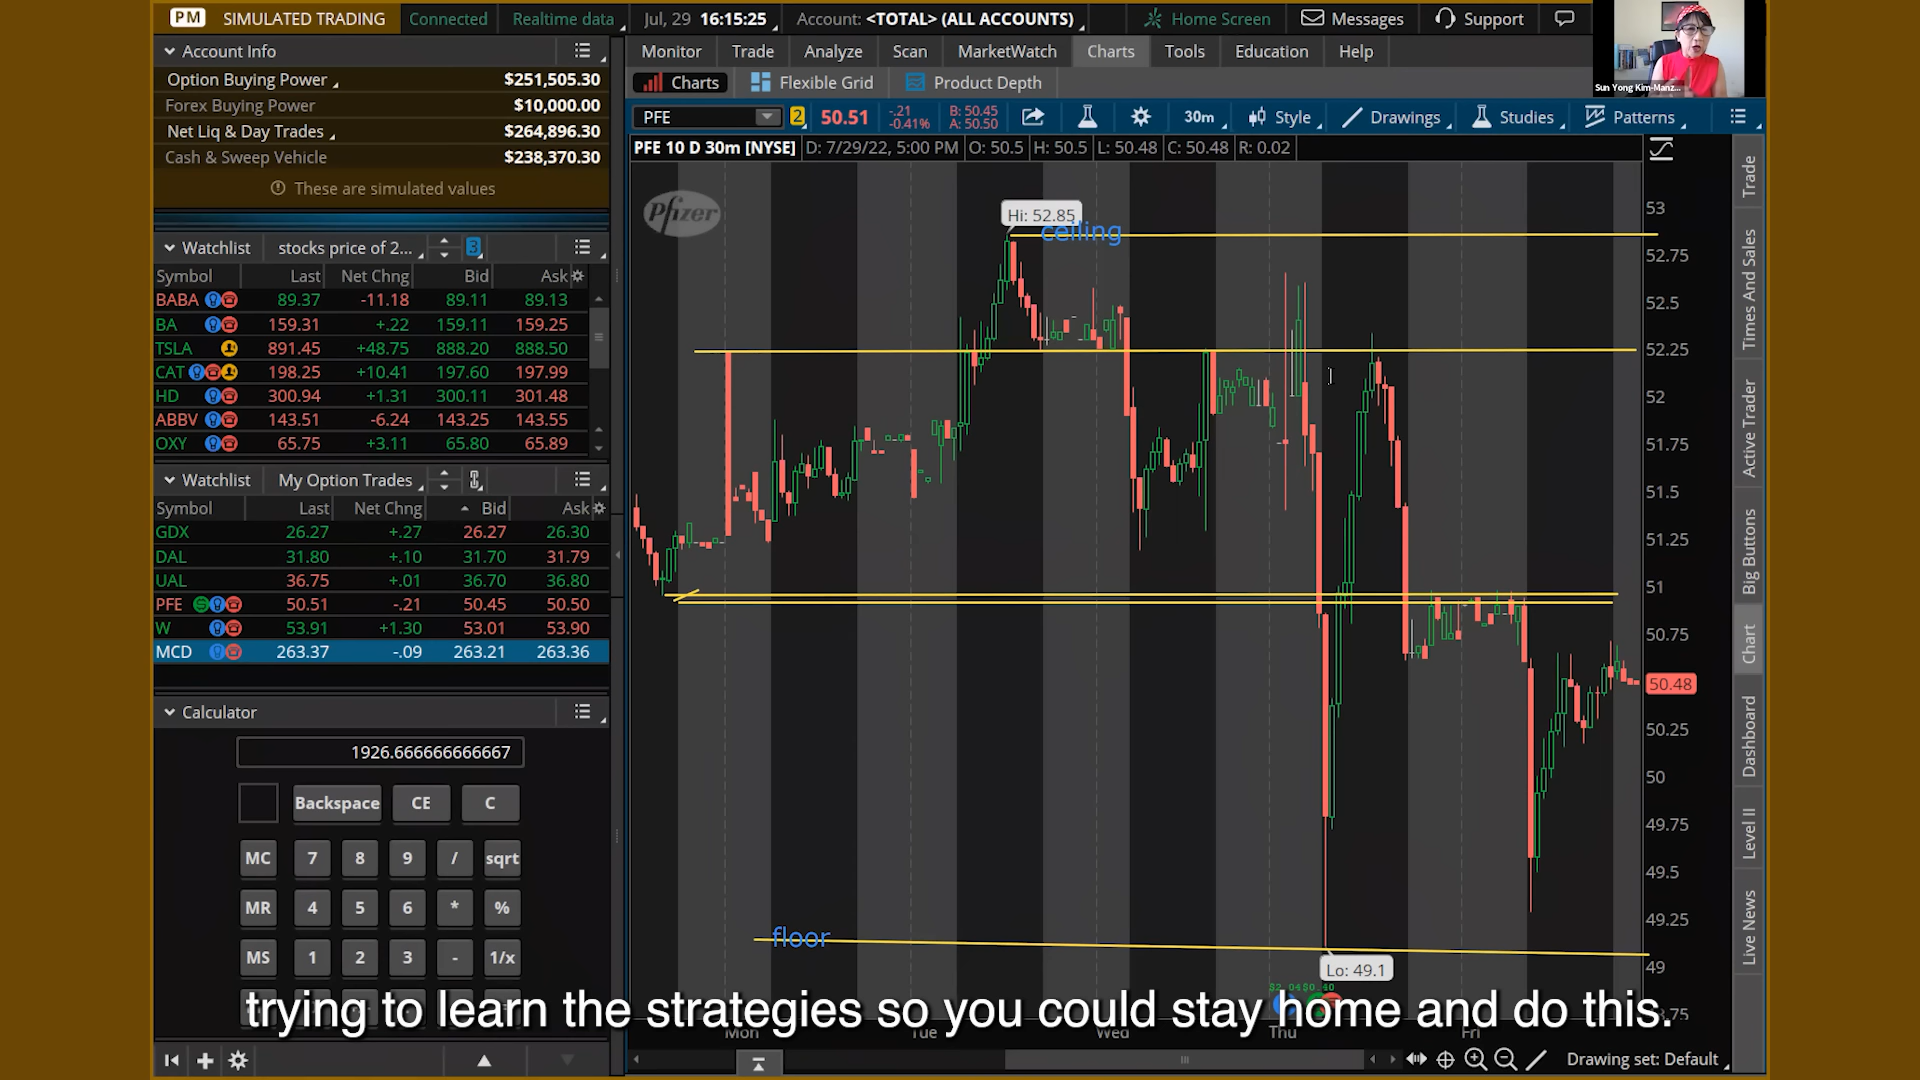 PM SIMULATED TRADING Connected Realtime data Jul, 29 16:15:25 Account: <TOTAL> (ALL ACCOUNTS) Home Screen Messages Support
Sun Yong Kim-Manz...
Account Info
Option Buying Power $251,505.30
Forex Buying Power $10,000.00
Net Liq & Day Trades $264,896.30
Cash & Sweep Vehicle $238,370.30
These are simulated values
Watchlist stocks price of 2... 3
Symbol Last Net Chng Bid Ask
BABA 89.37 -11.18 89.11 89.13
BA 159.31 +.22 159.11 159.25
TSLA 891.45 +48.75 888.20 888.50
CAT 198.25 +10.41 197.60 197.99
HD 300.94 +1.31 300.11 301.48
ABBV 143.51 -6.24 143.25 143.55
OXY 65.75 +3.11 65.80 65.89
Watchlist My Option Trades
Symbol Last Net Chng Bid Ask
GDX 26.27 +.27 26.27 26.30
DAL 31.80 +.10 31.70 31.79
UAL 36.75 +.01 36.70 36.80
PFE 50.51 -.21 50.45 50.50
W 53.91 +1.30 53.01 53.90
MCD 263.37 -.09 263.21 263.36
Calculator
1926.666666666667
Backspace CE C
MC 7 8 9 / sqrt
MR 4 5 6 * %
MS 1 2 3 - 1/x
Monitor Trade Analyze Scan MarketWatch Charts Tools Education Help
Charts Flexible Grid Product Depth
PFE 2 50.51 -.21 -0.41% B: 50.45 A: 50.50 30m Style Drawings Studies Patterns
PFE 10 D 30m [NYSE] D: 7/29/22, 5:00 PM O: 50.5 H: 50.5 L: 50.48 C: 50.48 R: 0.02
Pfizer
Hi: 52.85
ceiling
53
52.75
52.5
52.25
52
51.75
51.5
51.25
51
50.75
50.48
50.25
50
49.75
49.5
49.25
49
floor
Lo: 49.1
$2.04 $0.40
Mon Tue Wed Thu Fri
Drawing set: Default
Trade
Times And Sales
Active Trader
Big Buttons
Chart
Dashboard
Level II
Live News
trying to learn the strategies so you could stay home and do this.